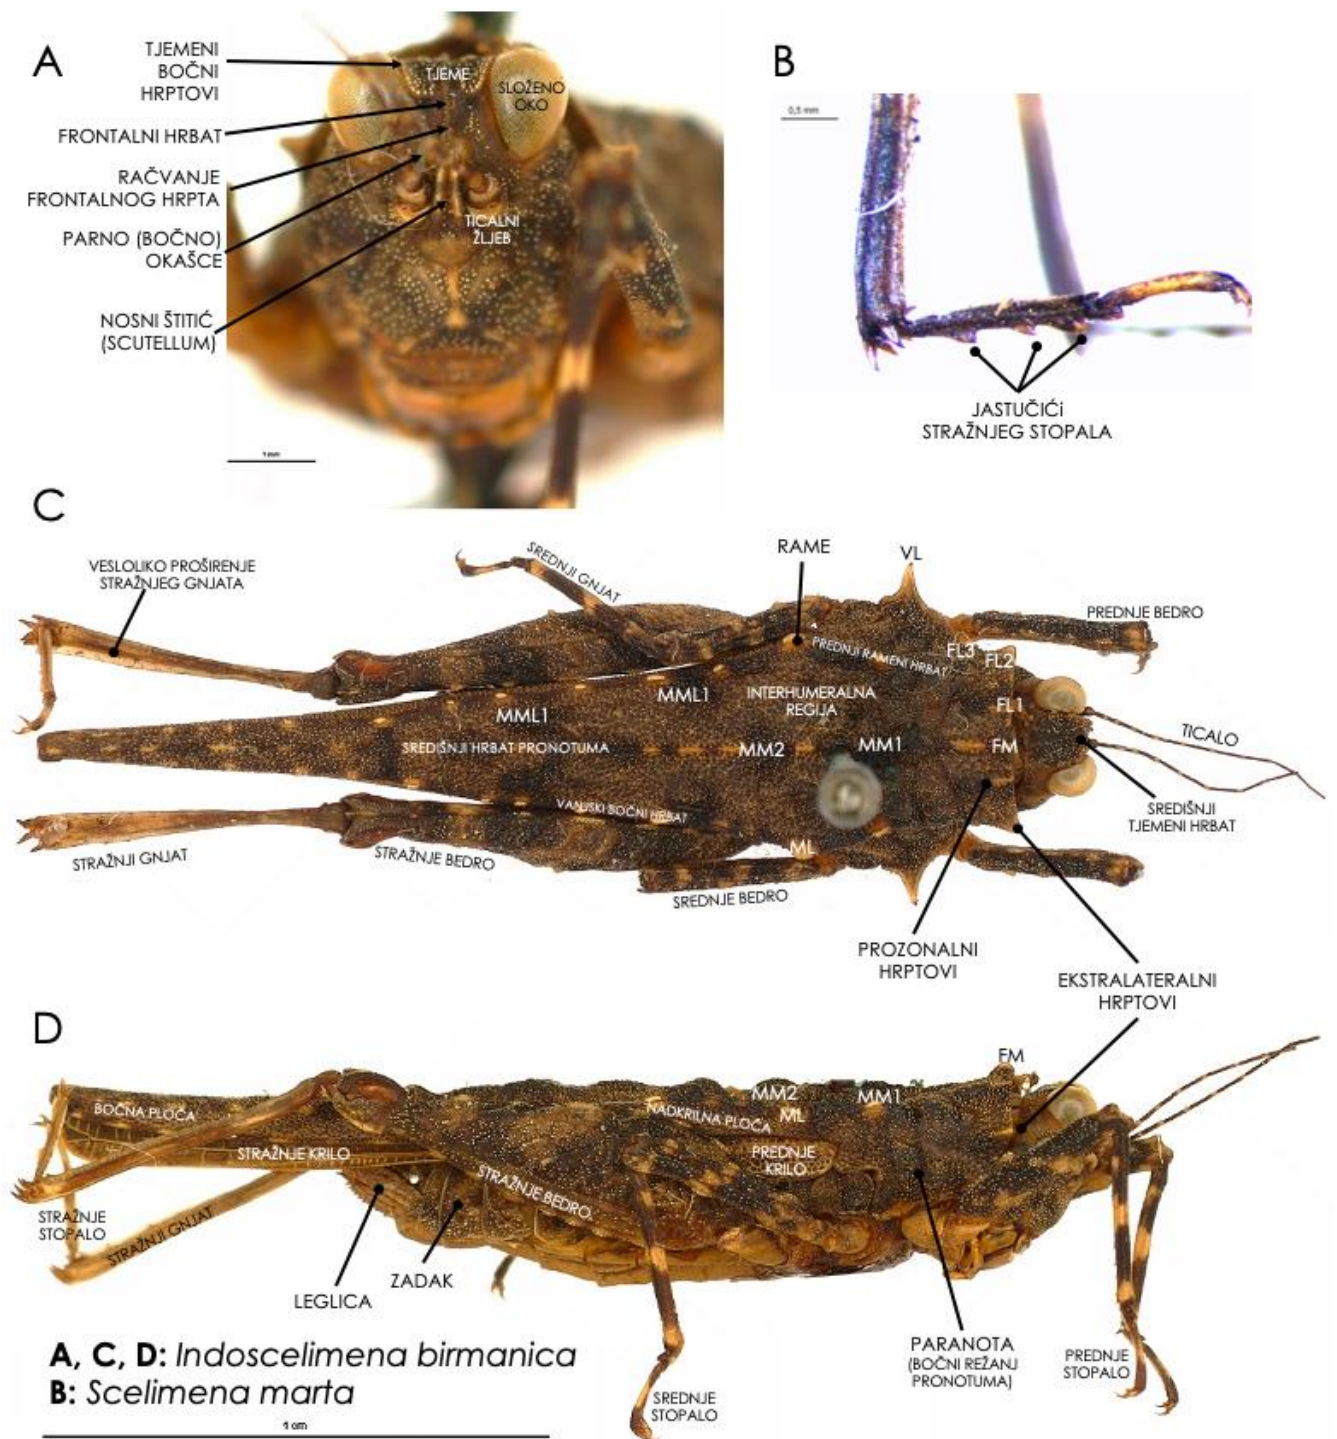 A
TJEMENI
BOČNI
HRPTOVI
FRONTALNI HRBAT
RAČVANJE
FRONTALNOG HRPTA
PARNO (BOČNO)
OKAŠCE
NOSNI ŠTITIĆ
(SCUTELLUM)
TJEME
SLOŽENO
OKO
TICALNI
ŽLJEB
1 mm
B
0,5 mm
JASTUČIĆi
STRAŽNJEG STOPALA
C
VESLOLIKO PROŠIRENJE
STRAŽNJEG GNJATA
SREDNJI GNJAT
RAME
VL
PREDNJE BEDRO
PREDNJI RAMENI HRBAT
FL3
FL2
MML1
MML1
INTERHUMERALNA
REGIJA
FL1
SREDIŠNJI HRBAT PRONOTUMA
MM2
MM1
FM
TICALO
VANJSKI BOČNI HRBAT
SREDIŠNJI
TJEMENI HRBAT
STRAŽNJI GNJAT
STRAŽNJE BEDRO
ML
SREDNJE BEDRO
PROZONALNI
HRPTOVI
EKSTRALATERALNI
HRPTOVI
D
FM
BOČNA PLOČA
MM2
MM1
NADKRILNA PLOČA
ML
STRAŽNJE KRILO
PREDNJE
KRILO
STRAŽNJE BEDRO
STRAŽNJE
STOPALO
STRAŽNJI GNJAT
ZADAK
LEGLICA
PARANOTA
(BOČNI REŽANJ
PRONOTUMA)
PREDNJE
STOPALO
SREDNJE
STOPALO
A, C, D: Indoscelimena birmanica
B: Scelimena marta
1 cm